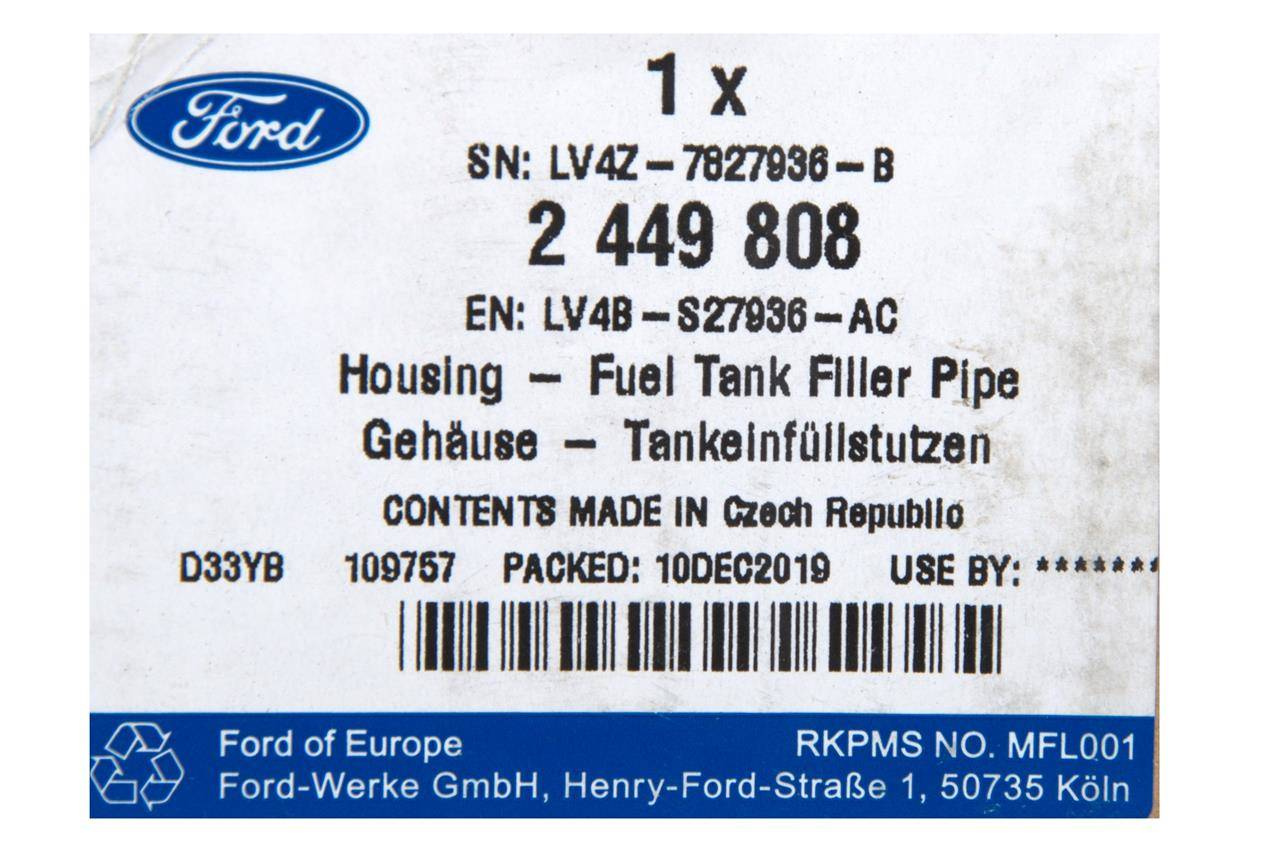 Ford
1 x
SN: LV4Z-7827936-B
2 449 808
EN: LV4B-S27936-AC
Housing - Fuel Tank Filler Pipe
Gehäuse - Tankeinfüllstutzen
CONTENTS MADE IN Czech Republic
D33YB 109757 PACKED: 10DEC2019 USE BY: *******
Ford of Europe RKPMS NO. MFL001
Ford-Werke GmbH, Henry-Ford-Straße 1, 50735 Köln